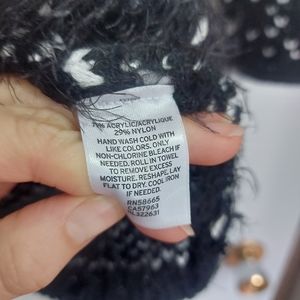 ACRYLIC/ACRYLIQUE
29% NYLON
HAND WASH COLD WITH
LIKE COLORS. ONLY
NON-CHLORINE BLEACH IF
NEEDED. ROLL IN TOWEL
TO REMOVE EXCESS
MOISTURE. RESHAPE, LAY
FLAT TO DRY. COOL IRON
IF NEEDED.
RN58665
CA57963